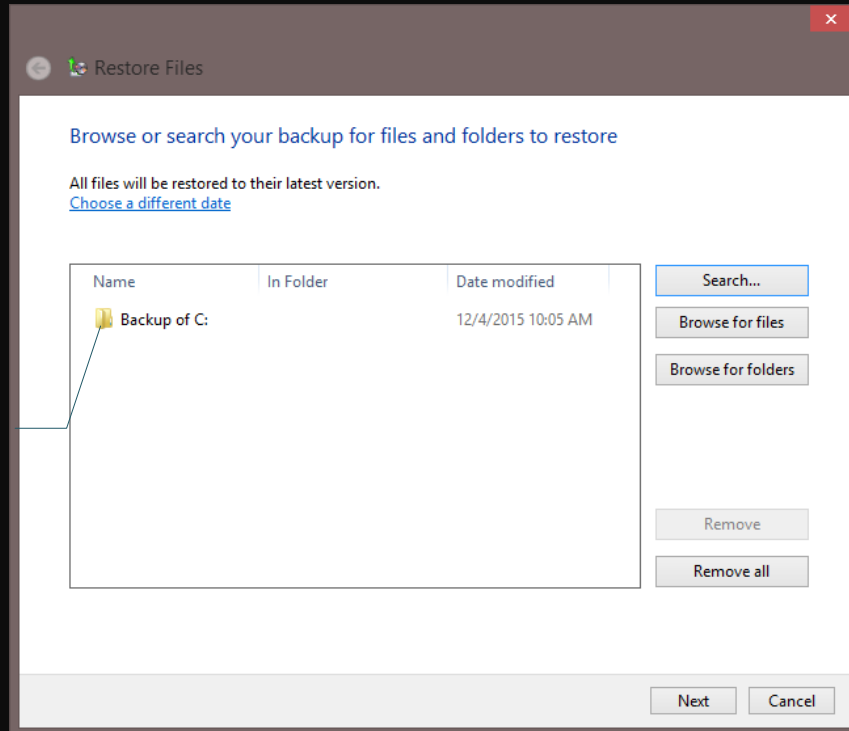 Restore Files
Browse or search your backup for files and folders to restore
All files will be restored to their latest version.
Choose a different date
Name In Folder Date modified
Backup of C: 12/4/2015 10:05 AM
Search...
Browse for files
Browse for folders
Remove
Remove all
Next Cancel